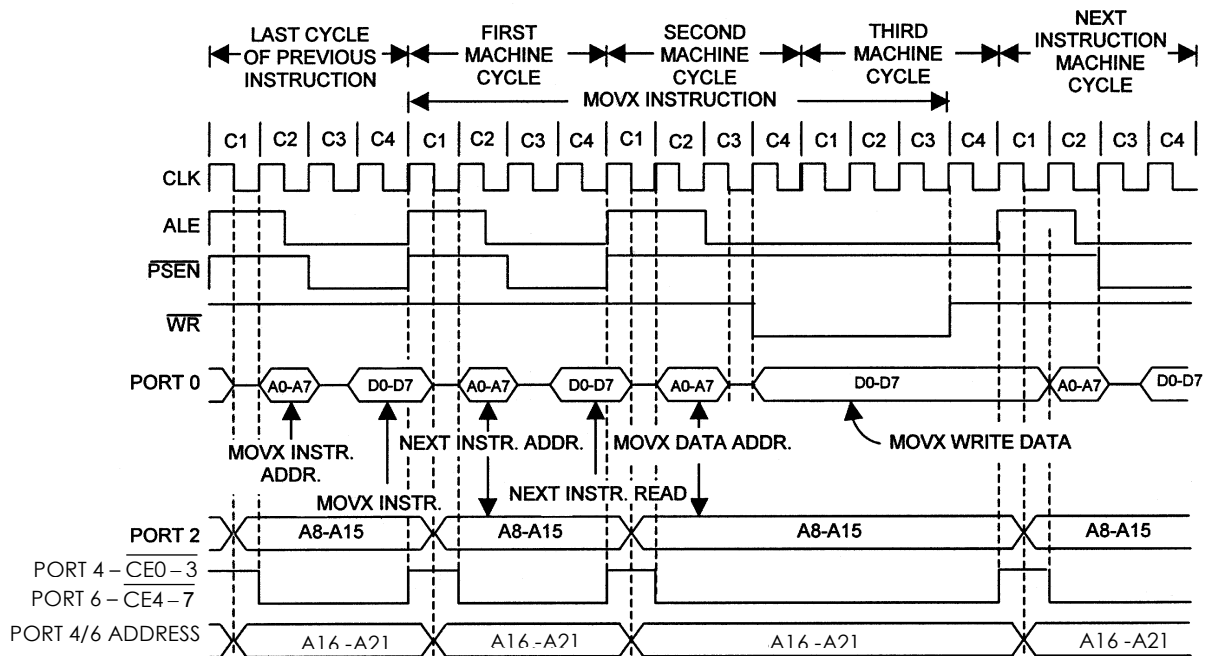 LAST CYCLE OF PREVIOUS INSTRUCTION
FIRST MACHINE CYCLE
SECOND MACHINE CYCLE
THIRD MACHINE CYCLE
NEXT INSTRUCTION MACHINE CYCLE
MOVX INSTRUCTION
C1 C2 C3 C4 C1 C2 C3 C4 C1 C2 C3 C4 C1 C2 C3 C4 C1 C2 C3 C4
CLK
ALE
PSEN
WR
PORT 0 A0-A7 D0-D7 A0-A7 D0-D7 A0-A7 D0-D7 A0-A7 D0-D7
MOVX INSTR. ADDR.
NEXT INSTR. ADDR.
MOVX DATA ADDR.
MOVX WRITE DATA
MOVX INSTR.
NEXT INSTR. READ
PORT 2 A8-A15 A8-A15 A8-A15 A8-A15
PORT 4 – CE0 – 3
PORT 6 – CE4 – 7
PORT 4/6 ADDRESS A16 -A21 A16 -A21 A16 -A21 A16 -A21